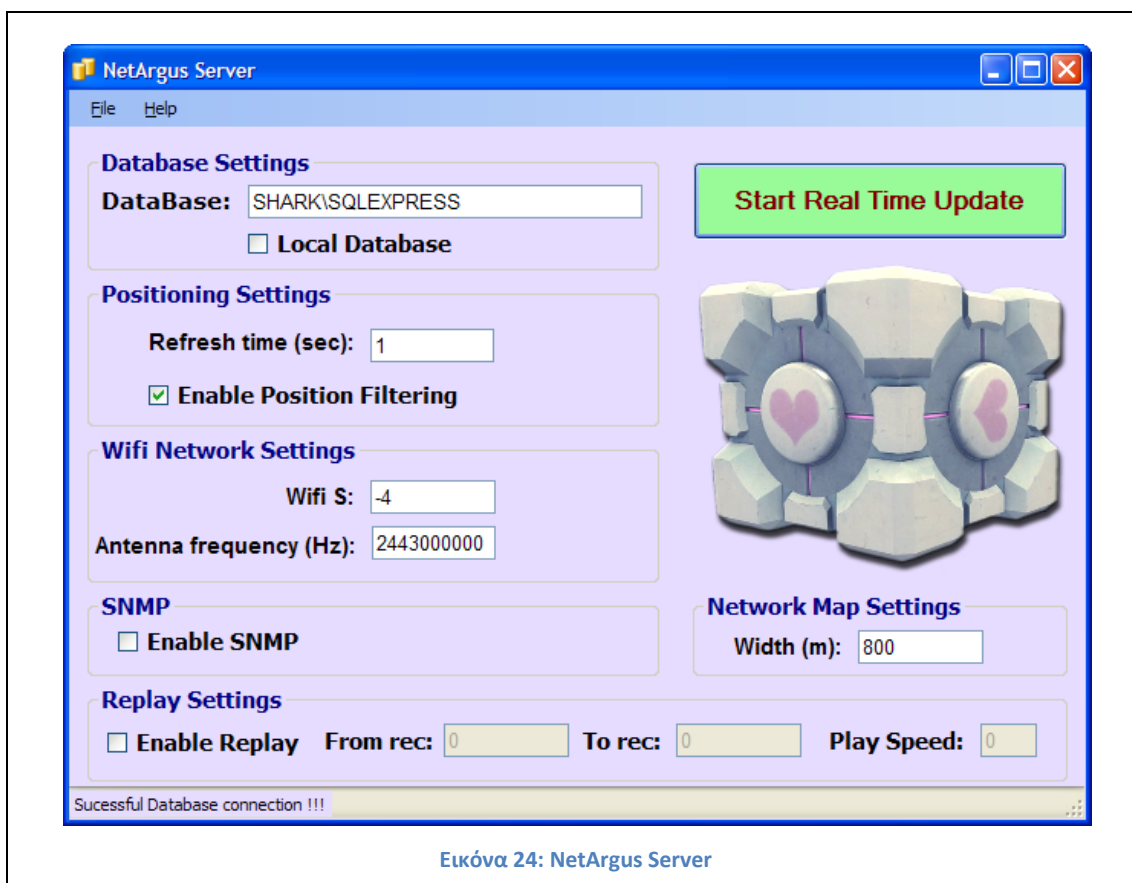 NetArgus Server
File Help
Database Settings
DataBase: SHARK\SQLEXPRESS
Local Database
Start Real Time Update
Positioning Settings
Refresh time (sec): 1
Enable Position Filtering
Wifi Network Settings
Wifi S: -4
Antenna frequency (Hz): 2443000000
SNMP
Enable SNMP
Network Map Settings
Width (m): 800
Replay Settings
Enable Replay From rec: 0 To rec: 0 Play Speed: 0
Sucessful Database connection !!!
Εικόνα 24: NetArgus Server